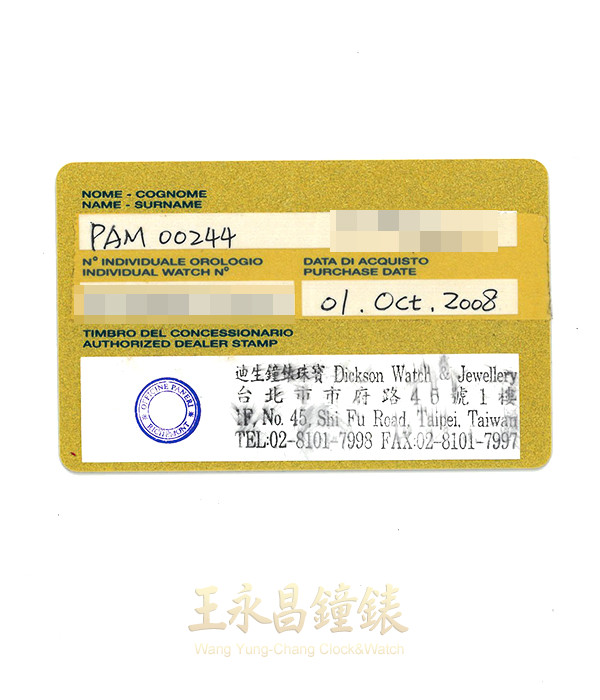 NOME - COGNOME
NAME - SURNAME
PAM 00244
N° INDIVIDUALE OROLOGIO
INDIVIDUAL WATCH N°
DATA DI ACQUISTO
PURCHASE DATE
01. Oct. 2008
TIMBRO DEL CONCESSIONARIO
AUTHORIZED DEALER STAMP
OFFICINE PANERAI
RICHEMONT
迪生鐘錶珠寶 Dickson Watch & Jewellery
台北市市府路45號1樓
1F, No. 45, Shi Fu Road, Taipei, Taiwan
TEL:02-8101-7998 FAX:02-8101-7997
王永昌鐘錶
Wang Yung-Chang Clock&Watch